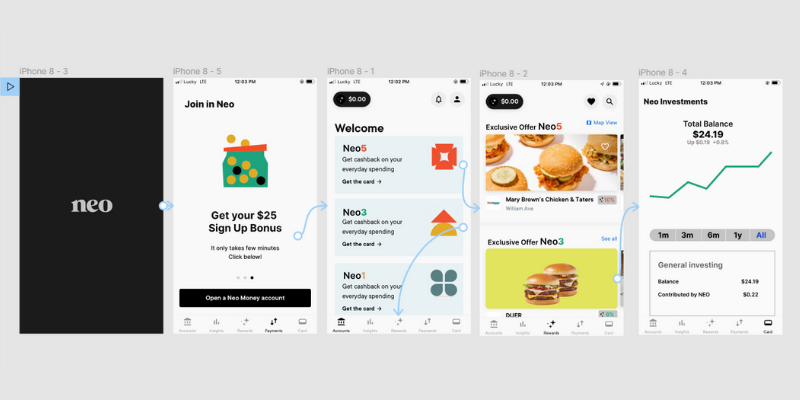 iPhone 8 - 3
neo
iPhone 8 - 5
Lucky LTE 12:03 PM
Join in Neo
Get your $25
Sign Up Bonus
It only takes few minutes
Click below!
Open a Neo Money account
Accounts Insights Rewards Payments Card
iPhone 8 - 1
Lucky LTE 12:02 PM
$0.00
Welcome
Neo5
Get cashback on your
everyday spending
Get the card →
Neo3
Get cashback on your
everyday spending
Get the card →
Neo1
Get cashback on your
everyday spending
Accounts Insights Rewards Payments Card
iPhone 8 - 2
Lucky LTE 12:03 PM
$0.00
Exclusive Offer Neo5
Map View
Mary Brown's Chicken & Taters 10%
William Ave
Exclusive Offer Neo3
See all
DUER 6%
Accounts Insights Rewards Payments Card
iPhone 8 - 4
Lucky LTE 12:03 PM
Neo Investments
Total Balance
$24.19
Up $0.19 +0.8%
1m 3m 6m 1y All
General investing
Balance $24.19
Contributed by NEO $0.22
Accounts Insights Rewards Payments Card